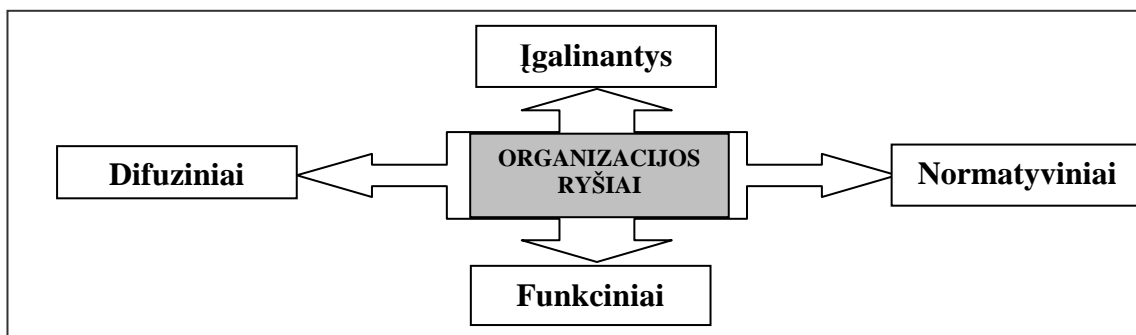 Įgalinantys
Difuziniai
ORGANIZACIJOS
RYŠIAI
Normatyviniai
Funkciniai